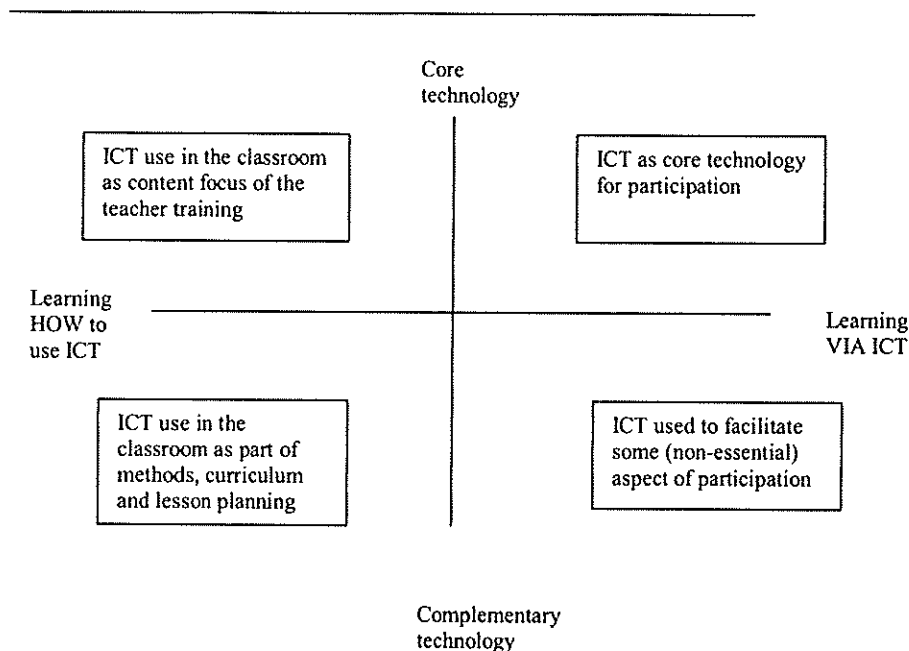 Core
technology
ICT use in the classroom
as content focus of the
teacher training
ICT as core technology
for participation
Learning
HOW to
use ICT
Learning
VIA ICT
ICT use in the
classroom as part of
methods, curriculum
and lesson planning
ICT used to facilitate
some (non-essential)
aspect of participation
Complementary
technology